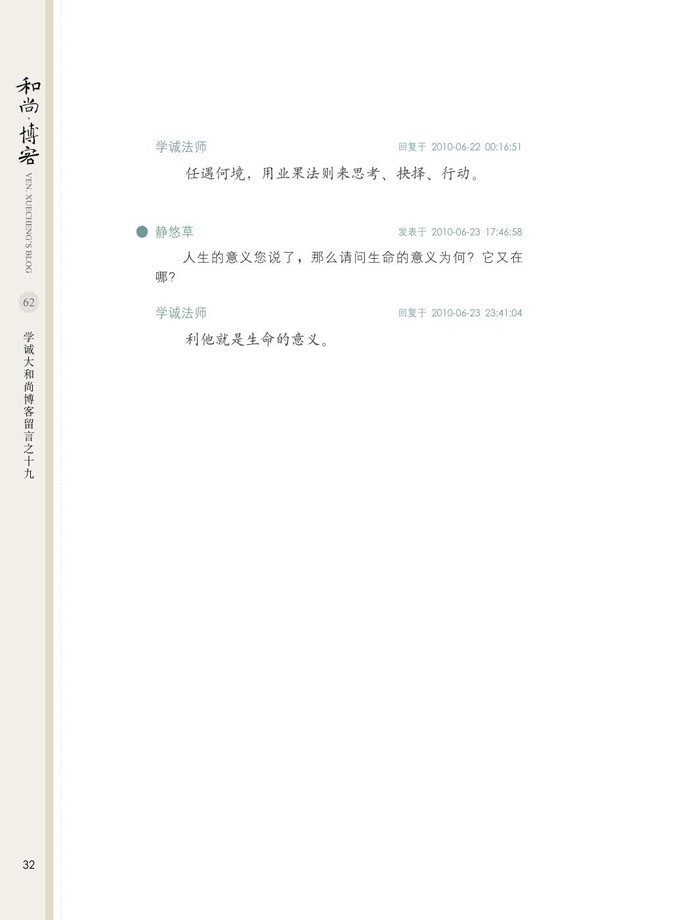 和尚·博客
VEN. XUECHENG'S BLOG
62
学诚大和尚博客留言之十九
学诚法师 回复于 2010-06-22 00:16:51
任遇何境，用业果法则来思考、抉择、行动。
静悠草 发表于 2010-06-23 17:46:58
人生的意义您说了，那么请问生命的意义为何？它又在
哪？
学诚法师 回复于 2010-06-23 23:41:04
利他就是生命的意义。
32